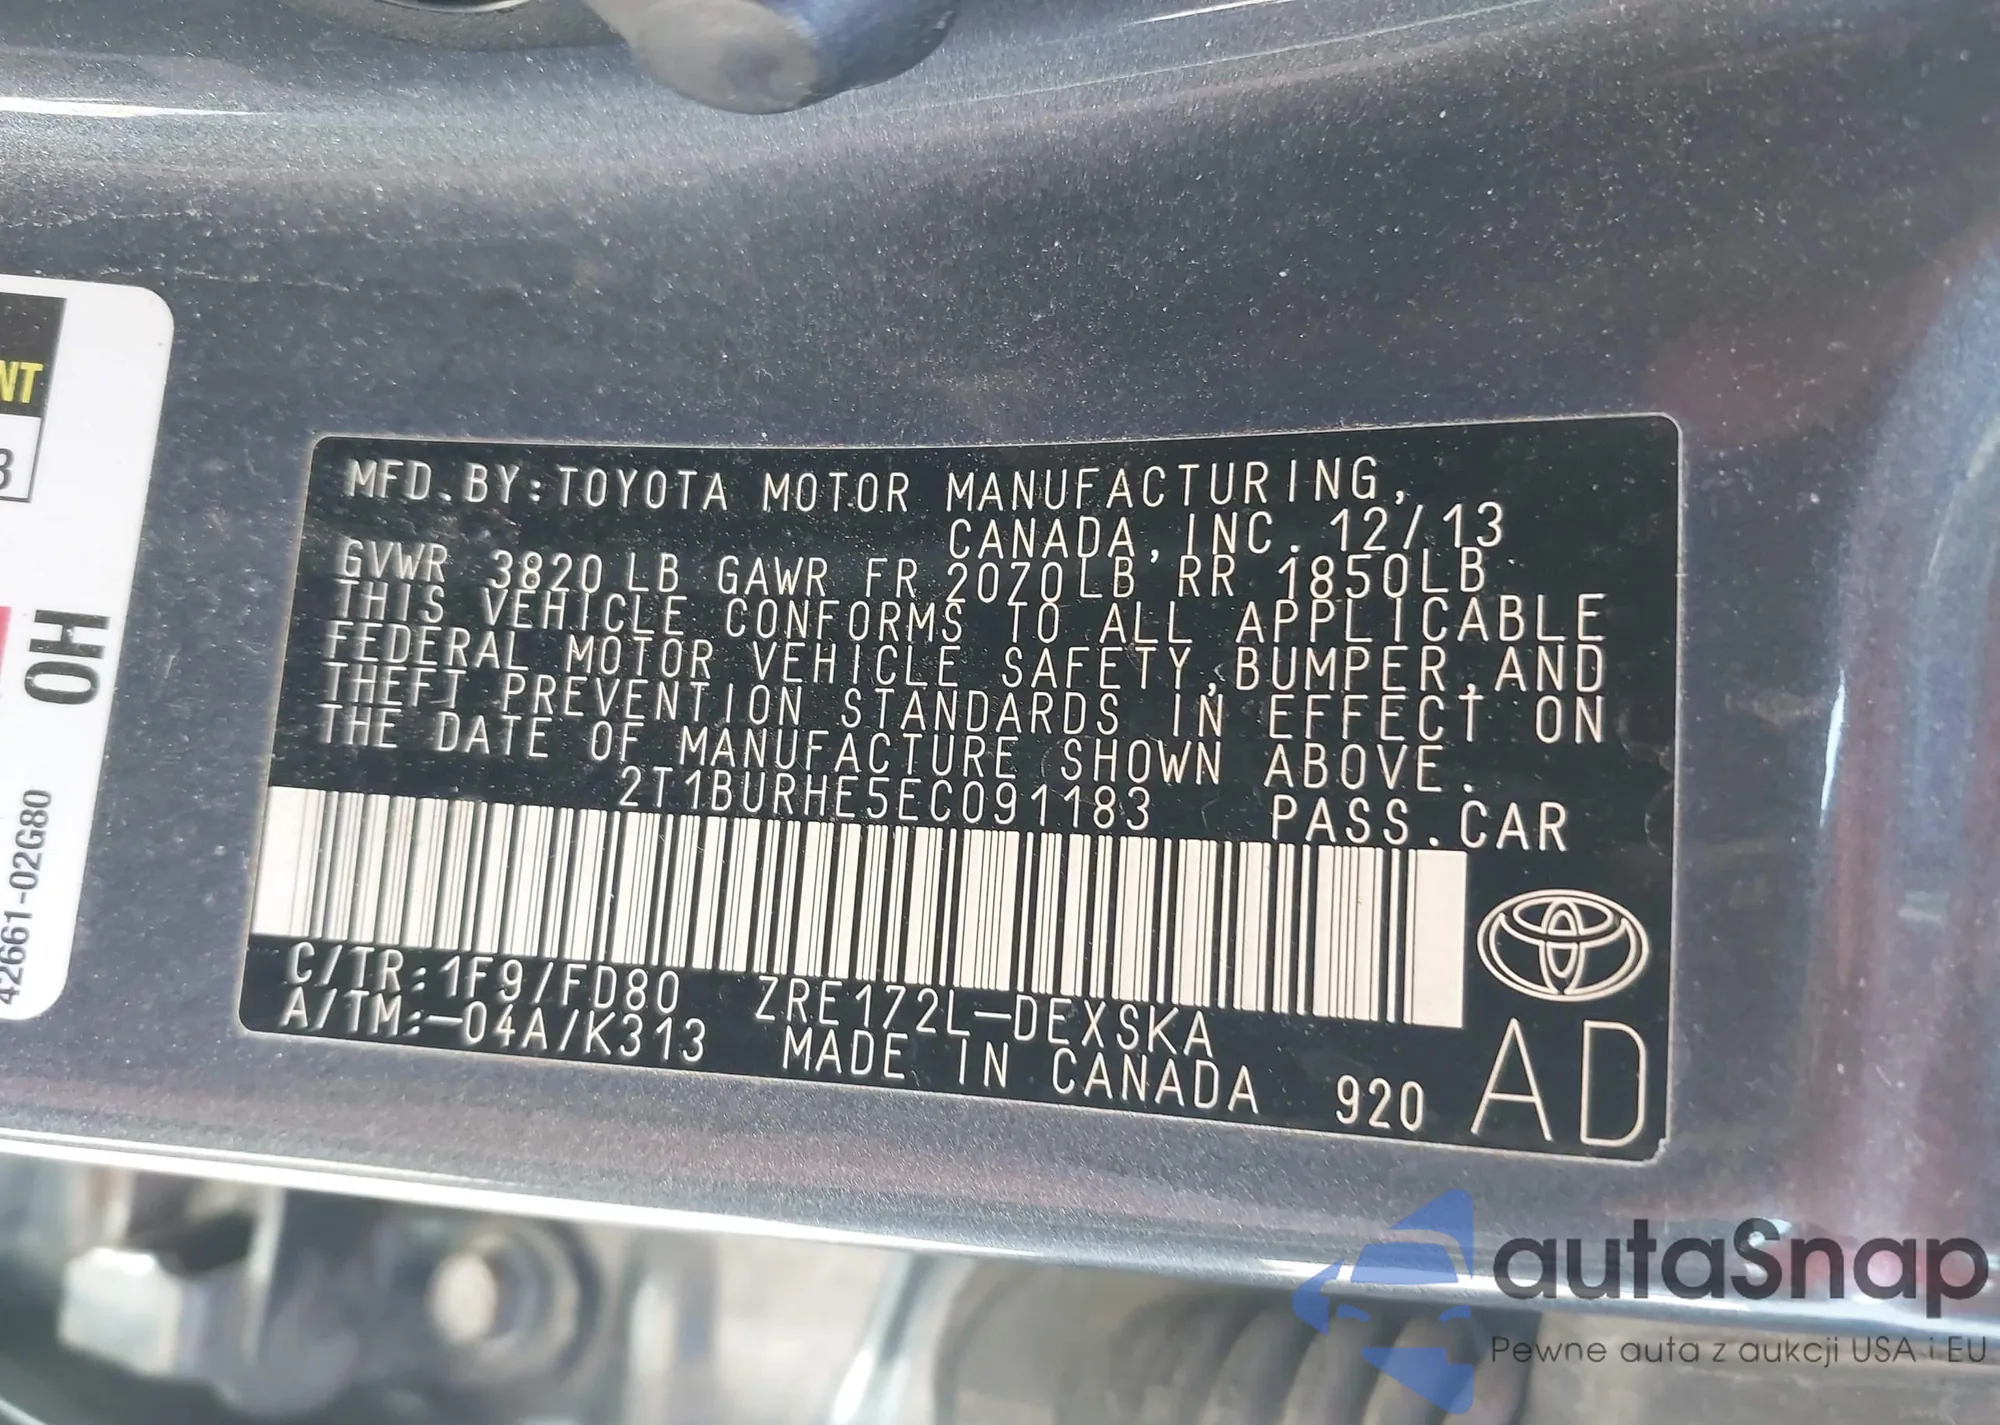 NT
3
OH
42661-02G80
MFD.BY:TOYOTA MOTOR MANUFACTURING,
CANADA,INC. 12/13
GVWR 3820LB GAWR FR 2070LB RR 1850LB
THIS VEHICLE CONFORMS TO ALL APPLICABLE
FEDERAL MOTOR VEHICLE SAFETY,BUMPER,AND
THEFT PREVENTION STANDARDS IN EFFECT ON
THE DATE OF MANUFACTURE SHOWN ABOVE.
2T1BURHE5EC091183 PASS.CAR
C/TR:1F9/FD80 ZRE172L-DEXSKA
A/TM:-04A/K313 MADE IN CANADA 920 AD
autaSnap
Pewne auta z aukcji USA i EU